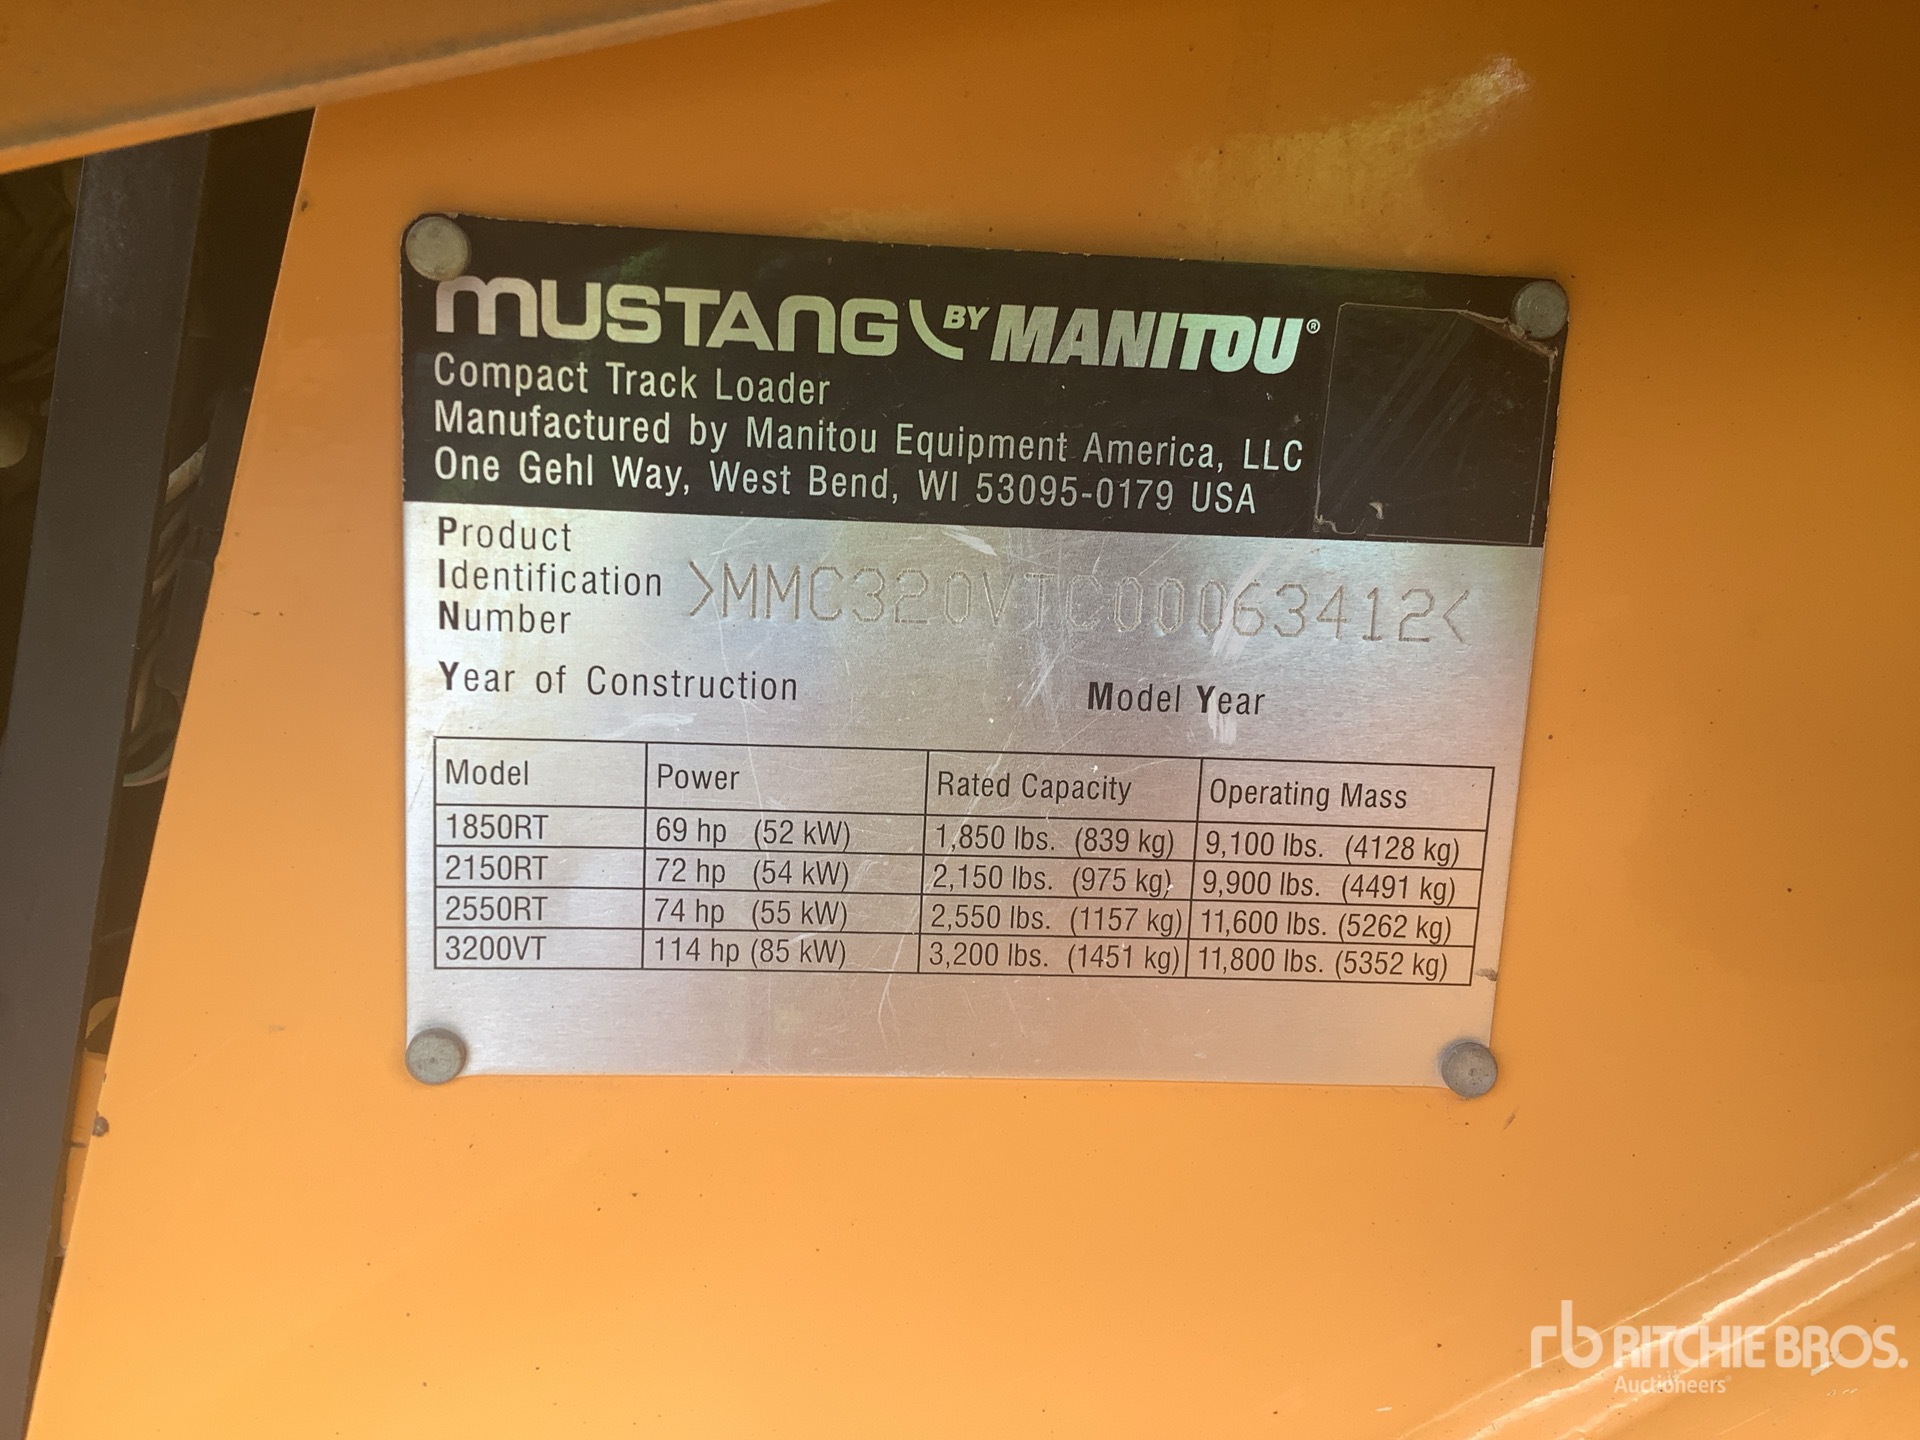 MUSTANG BY MANITOU®
Compact Track Loader
Manufactured by Manitou Equipment America, LLC
One Gehl Way, West Bend, WI 53095-0179 USA
Product
Identification
Number
>MMC320VTC00063412<
Year of Construction Model Year
Model Power Rated Capacity Operating Mass
1850RT 69 hp (52 kW) 1,850 lbs. (839 kg) 9,100 lbs. (4128 kg)
2150RT 72 hp (54 kW) 2,150 lbs. (975 kg) 9,900 lbs. (4491 kg)
2550RT 74 hp (55 kW) 2,550 lbs. (1157 kg) 11,600 lbs. (5262 kg)
3200VT 114 hp (85 kW) 3,200 lbs. (1451 kg) 11,800 lbs. (5352 kg)
rb RITCHIE BROS.
Auctioneers